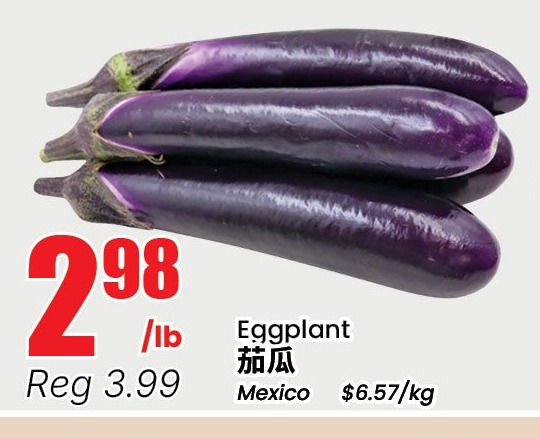 2.98
/lb
Reg 3.99
Eggplant
茄瓜
Mexico $6.57/kg